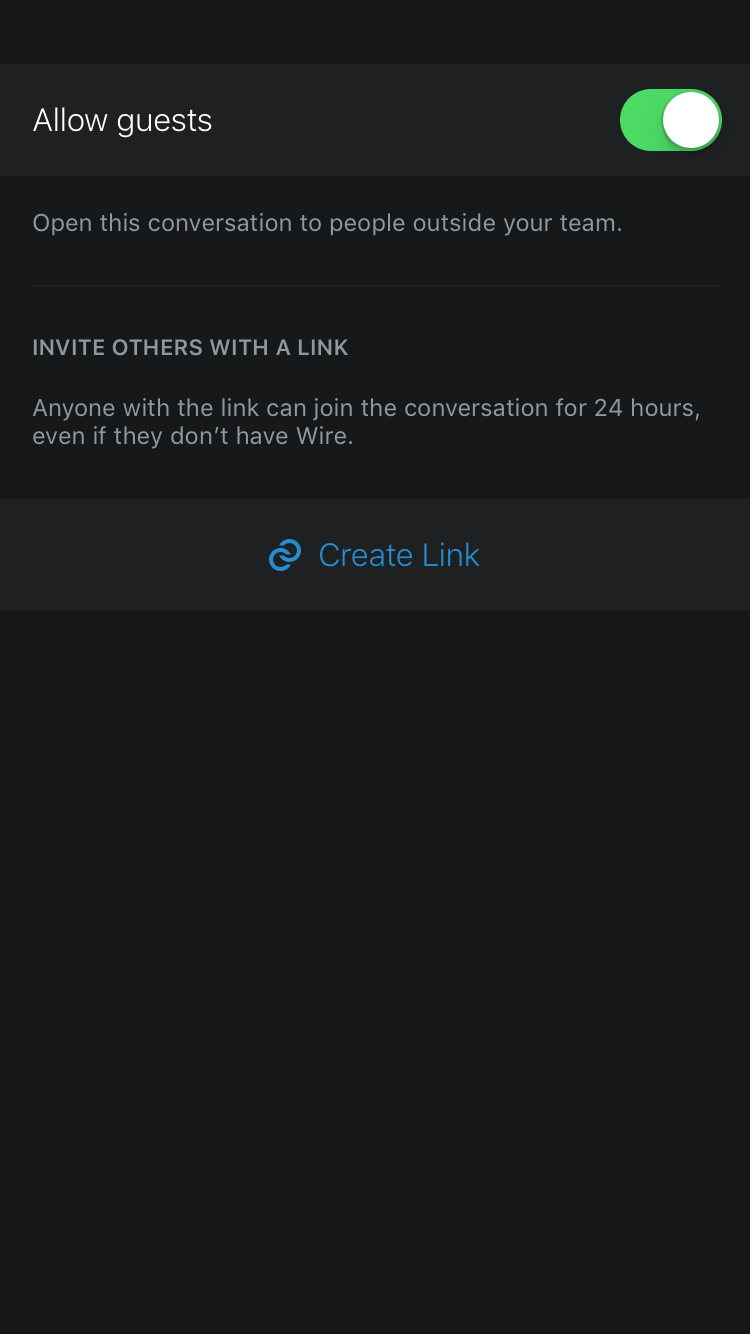 Allow guests
Open this conversation to people outside your team.
INVITE OTHERS WITH A LINK
Anyone with the link can join the conversation for 24 hours,
even if they don’t have Wire.
Create Link